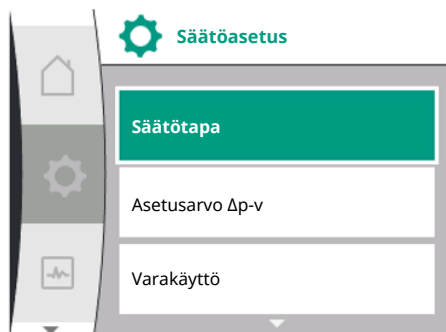 Säätöasetus
Säätötapa
Asetusarvo Δp-v
Varakäyttö